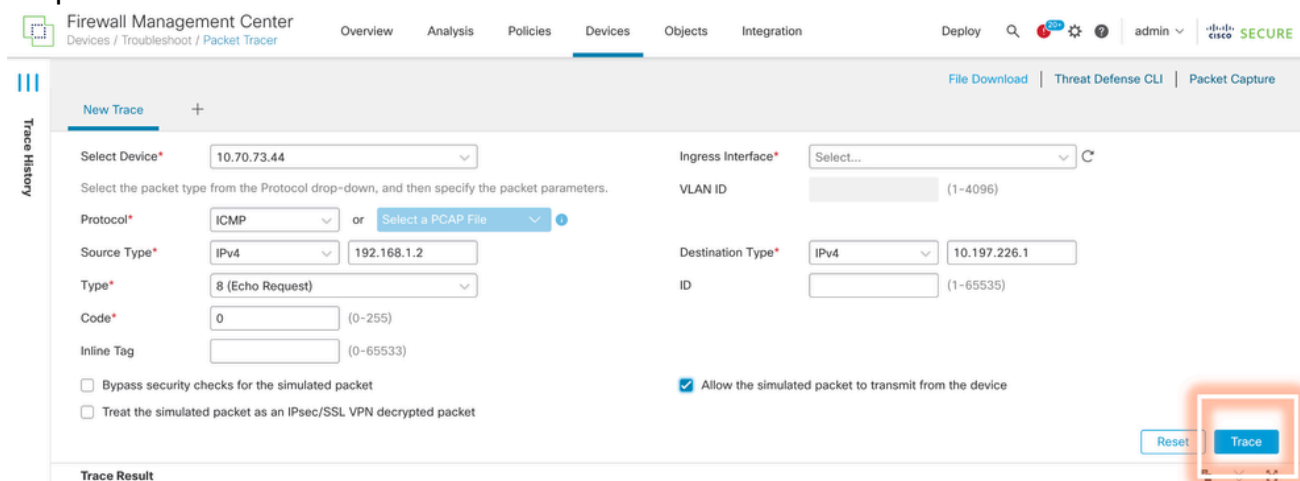 Firewall Management Center
Devices / Troubleshoot / Packet Tracer
Overview Analysis Policies Devices Objects Integration Deploy 20+ admin cisco SECURE
File Download | Threat Defense CLI | Packet Capture
Trace History
New Trace +
Select Device* 10.70.73.44 Ingress Interface* Select...
Select the packet type from the Protocol drop-down, and then specify the packet parameters. VLAN ID (1-4096)
Protocol* ICMP or Select a PCAP File
Source Type* IPv4 192.168.1.2 Destination Type* IPv4 10.197.226.1
Type* 8 (Echo Request) ID (1-65535)
Code* 0 (0-255)
Inline Tag (0-65533)
Bypass security checks for the simulated packet Allow the simulated packet to transmit from the device
Treat the simulated packet as an IPsec/SSL VPN decrypted packet
Reset Trace
Trace Result